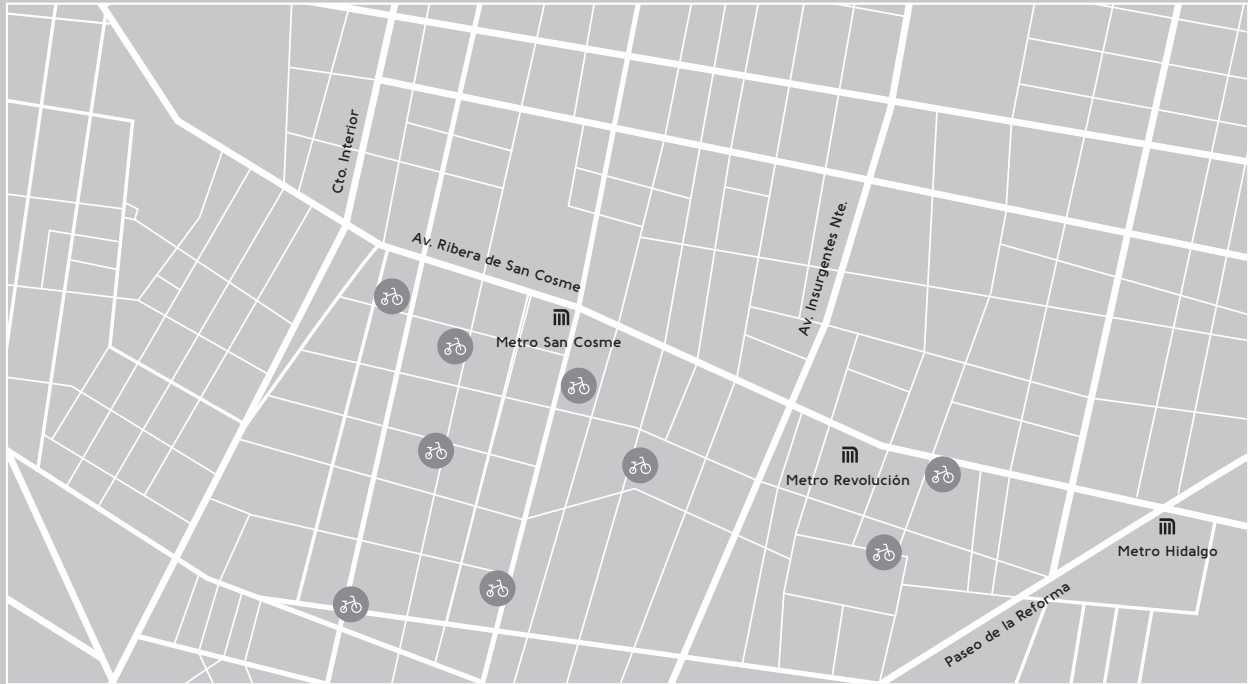 Cto. Interior
Av. Ribera de San Cosme
Av. Insurgentes Nte.
Metro San Cosme
Metro Revolución
Metro Hidalgo
Paseo de la Reforma